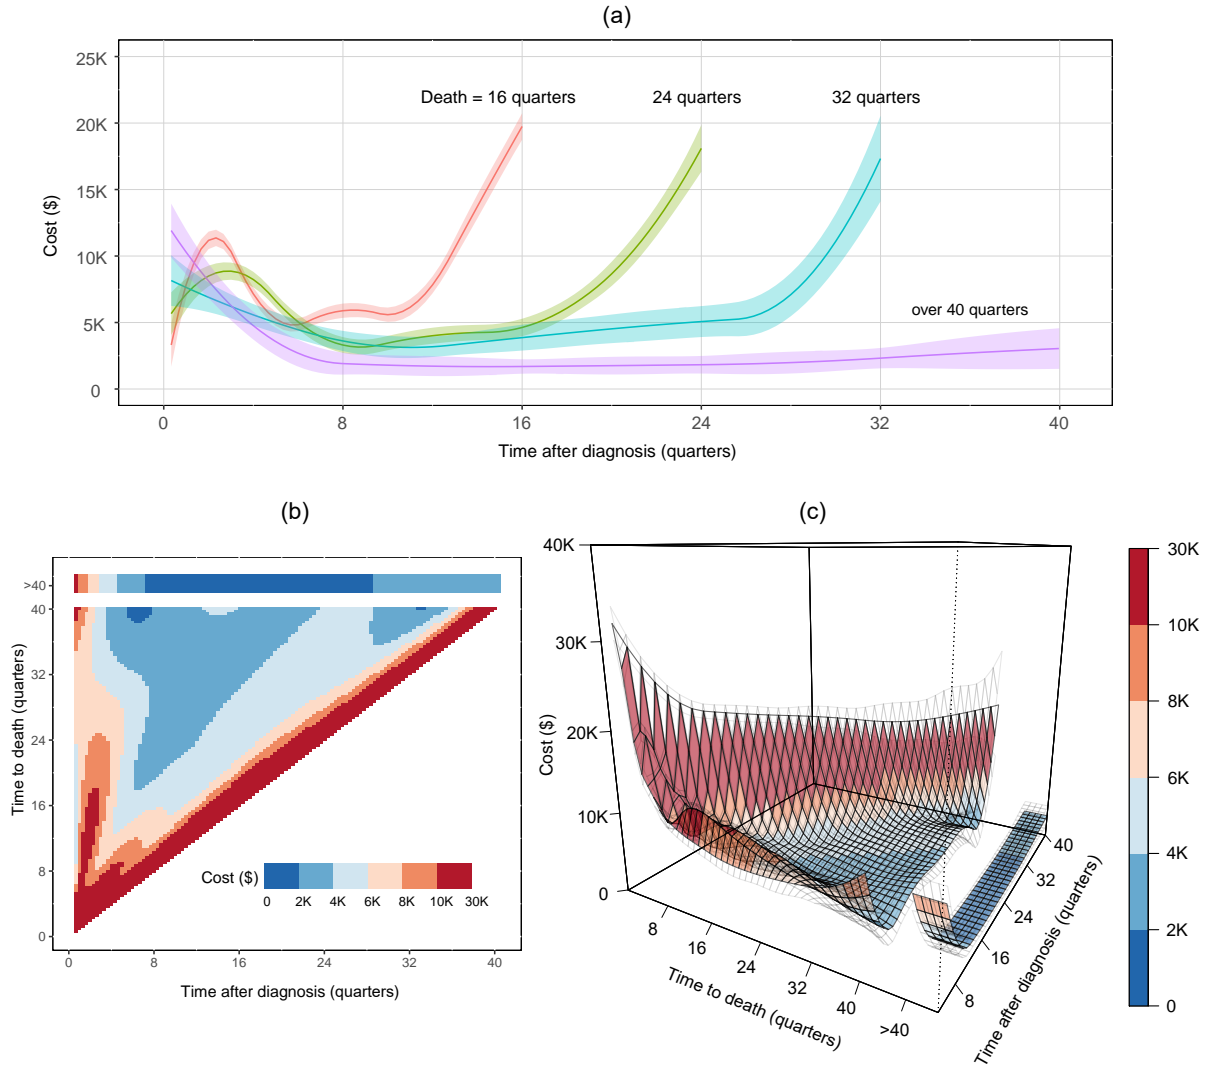 (a)
25K
20K
15K
10K
5K
0
Cost ($)
Death = 16 quarters
24 quarters
32 quarters
over 40 quarters
0 8 16 24 32 40
Time after diagnosis (quarters)
(b)
>40
40
32
24
16
8
0
Time to death (quarters)
Cost ($)
0 2K 4K 6K 8K 10K 30K
0 8 16 24 32 40
Time after diagnosis (quarters)
(c)
40K
30K
20K
10K
0
Cost ($)
8
16
24
32
40
>40
Time to death (quarters)
8
16
24
32
40
Time after diagnosis (quarters)
30K
10K
8K
6K
4K
2K
0